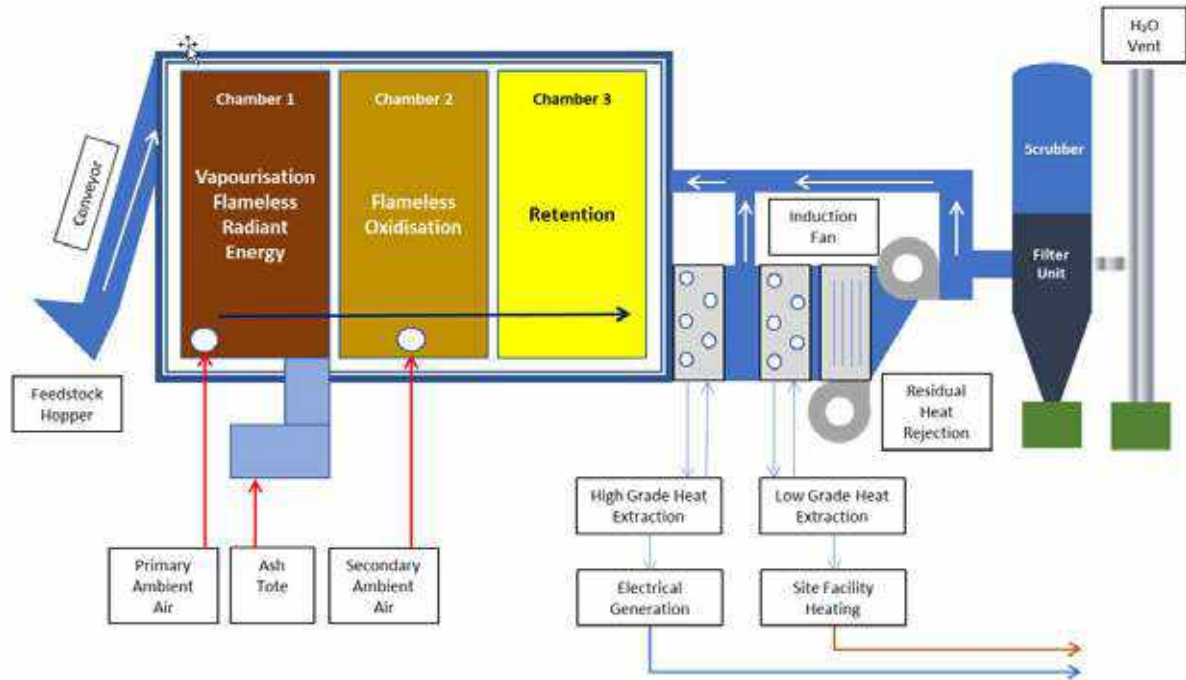 H₂O
Vent
Chamber 1
Chamber 2
Chamber 3
Conveyor
Scrubber
Vapourisation
Flameless
Radiant
Energy
Flameless
Oxidisation
Retention
Induction
Fan
Filter
Unit
Feedstock
Hopper
Residual
Heat
Rejection
High Grade Heat
Extraction
Low Grade Heat
Extraction
Primary
Ambient
Air
Ash
Tote
Secondary
Ambient
Air
Electrical
Generation
Site Facility
Heating